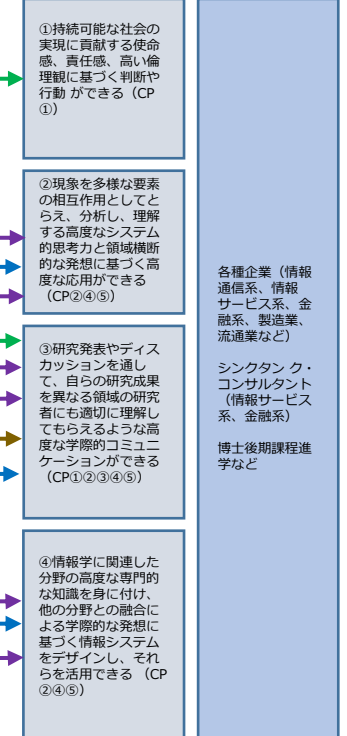 ①持続可能な社会の
実現に貢献する使命
感、責任感、高い倫
理観に基づく判断や
行動 ができる（CP
①）
②現象を多様な要素
の相互作用としてと
らえ、分析し、理解
する高度なシステム
的思考力と領域横断
的な発想に基づく高
度な応用ができる
（CP②④⑤）
③研究発表やディス
カッションを通し
て、自らの研究成果
を異なる領域の研究
者にも適切に理解し
てもらえるような高
度な学際的コミュニ
ケーションができる
（CP①②③④⑤）
④情報学に関連した
分野の高度な専門的
な知識を身に付け、
他の分野との融合に
よる学際的な発想に
基づく情報システム
をデザインし、それ
らを活用できる （CP
②④⑤）
各種企業（情報
通信系、情報
サービス系、金
融系、製造業、
流通業など）
シンクタン ク・
コンサルタント
（情報サービス
系、金融系）
博士後期課程進
学など